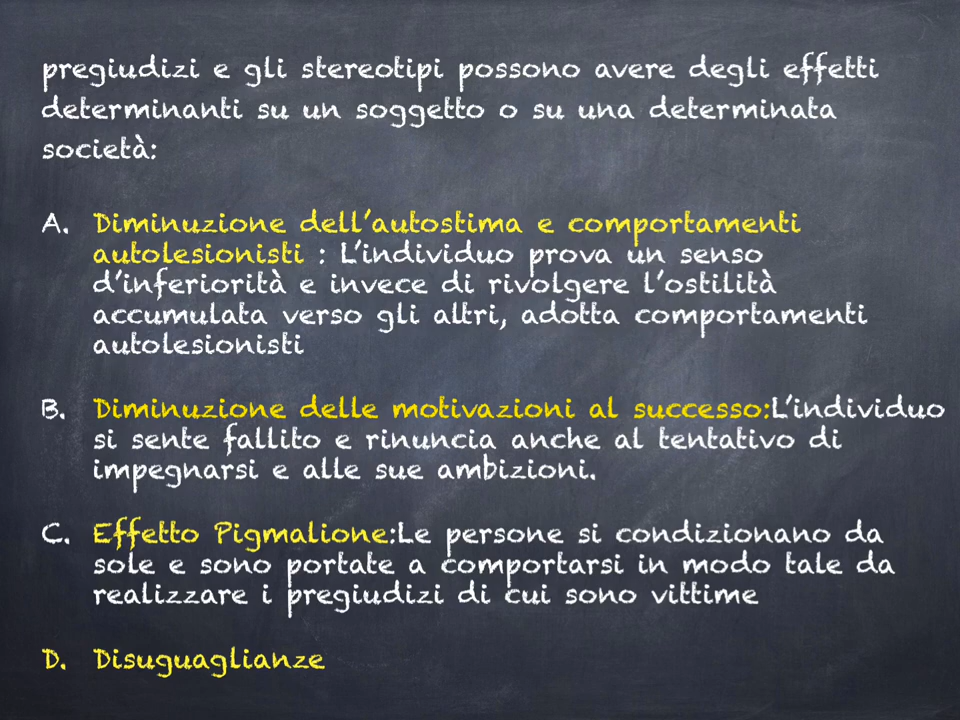 pregiudizi e gli stereotipi possono avere degli effetti
determinanti su un soggetto o su una determinata
società:
A. Diminuzione dell'autostima e comportamenti
autolesionisti : L'individuo prova un senso
d'inferiorità e invece di rivolgere l'ostilità
accumulata verso gli altri, adotta comportamenti
autolesionisti
B. Diminuzione delle motivazioni al successo:L'individuo
si sente fallito e rinuncia anche al tentativo di
impegnarsi e alle sue ambizioni.
C. Effetto Pigmalione:Le persone si condizionano da
sole e sono portate a comportarsi in modo tale da
realizzare i pregiudizi di cui sono vittime
D. Disuguaglianze